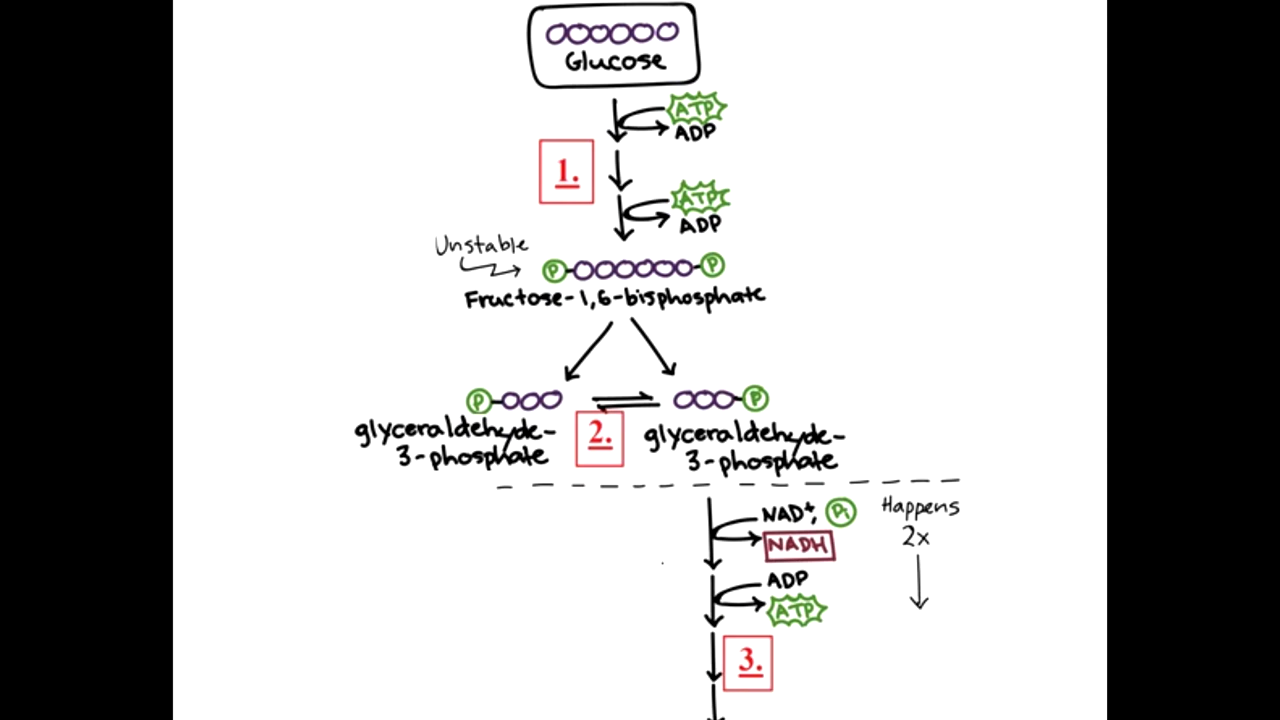 Glucose
ATP
ADP
1.
ATP
ADP
Unstable
P
P
Fructose-1,6-bisphosphate
P
P
glyceraldehyde-
3-phosphate
2.
glyceraldehyde-
3-phosphate
NAD+, Pi
NADH
Happens
2x
ADP
ATP
3.